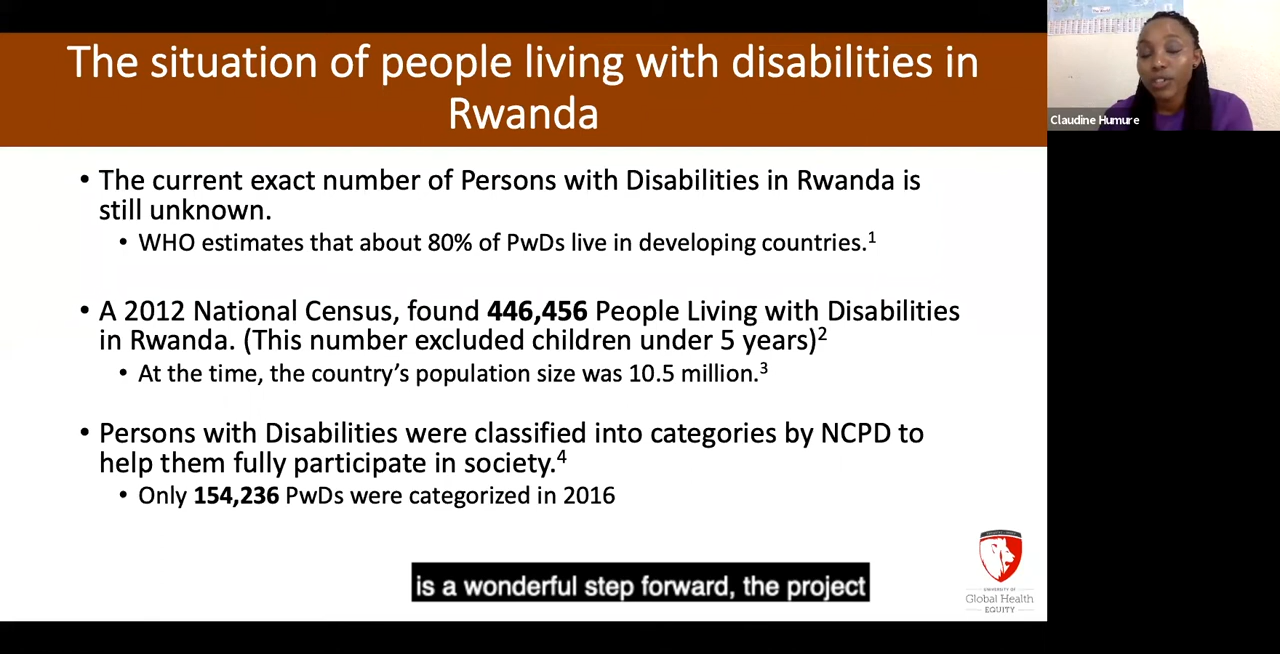 The situation of people living with disabilities in
Rwanda
Claudine Humure
• The current exact number of Persons with Disabilities in Rwanda is
still unknown.
• WHO estimates that about 80% of PwDs live in developing countries.¹
• A 2012 National Census, found 446,456 People Living with Disabilities
in Rwanda. (This number excluded children under 5 years)²
• At the time, the country's population size was 10.5 million.³
• Persons with Disabilities were classified into categories by NCPD to
help them fully participate in society.⁴
• Only 154,236 PwDs were categorized in 2016
UNIVERSITY OF
Global Health
EQUITY
is a wonderful step forward, the project